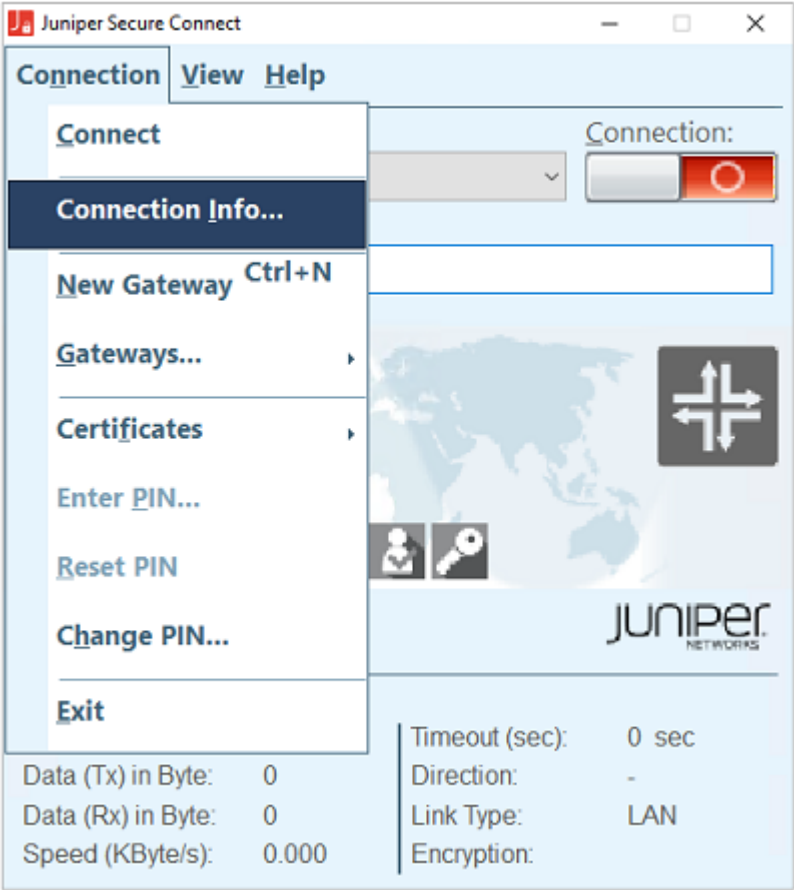 Juniper Secure Connect
Connection View Help
Connect
Connection:
Connection Info...
New Gateway Ctrl+N
Gateways...
Certificates
Enter PIN...
Reset PIN
Change PIN...
JUNIPER
NETWORKS
Exit
Timeout (sec): 0 sec
Data (Tx) in Byte: 0 Direction: -
Data (Rx) in Byte: 0 Link Type: LAN
Speed (KByte/s): 0.000 Encryption: